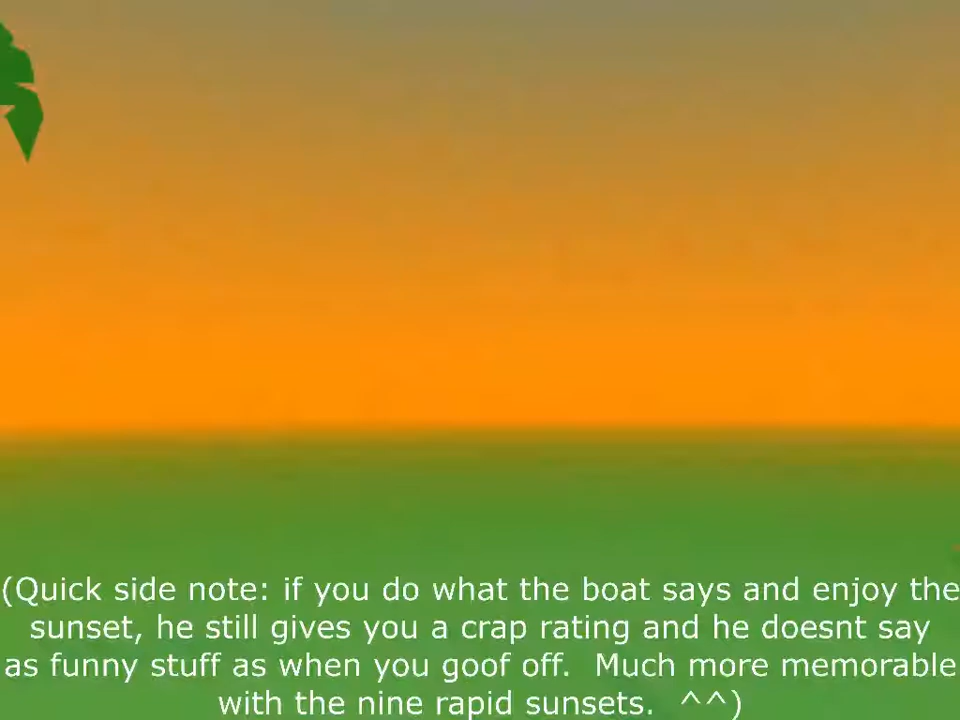 (Quick side note: if you do what the boat says and enjoy the
sunset, he still gives you a crap rating and he doesnt say
as funny stuff as when you goof off.  Much more memorable
with the nine rapid sunsets.  ^^)